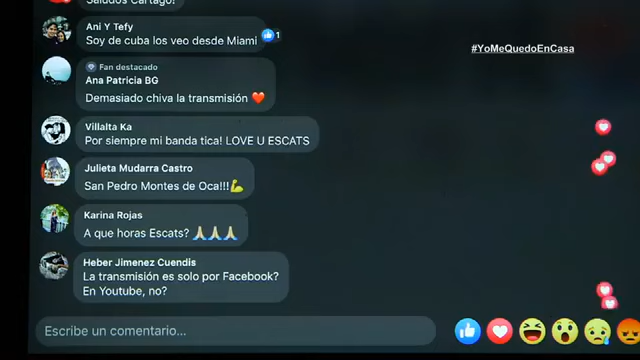 Saludos Cartago!
Ani Y Tefy
Soy de cuba los veo desde Miami
1
#YoMeQuedoEnCasa
Fan destacado
Ana Patricia BG
Demasiado chiva la transmisión ❤️
Villalta Ka
Por siempre mi banda tica! LOVE U ESCATS
Julieta Mudarra Castro
San Pedro Montes de Oca!!!💪
Karina Rojas
A que horas Escats? 🙏🙏🙏
Heber Jimenez Cuendis
La transmisión es solo por Facebook?
En Youtube, no?
Escribe un comentario...